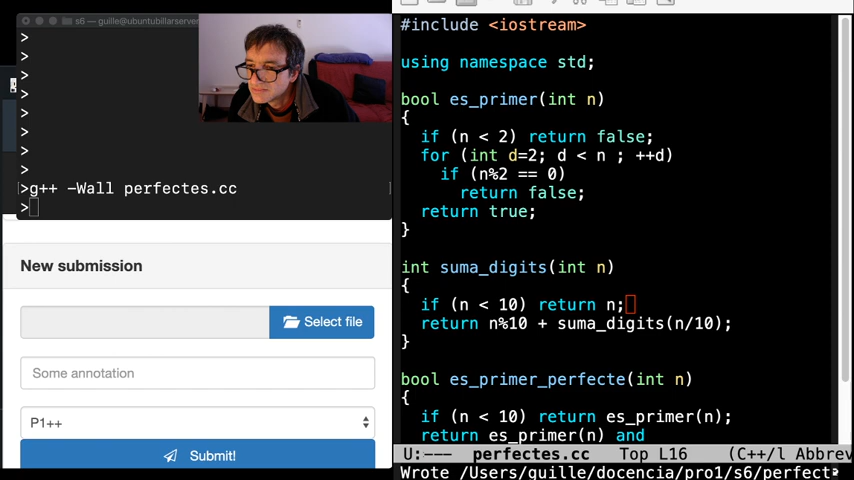 s6 — guille@ubuntubillarserver
>
>
>
>
>
>
>
>
>g++ -Wall perfectes.cc
>
New submission
Select file
Some annotation
P1++
Submit!
#include <iostream>
using namespace std;
bool es_primer(int n)
{
if (n < 2) return false;
for (int d=2; d < n ; ++d)
if (n%2 == 0)
return false;
return true;
}
int suma_digits(int n)
{
if (n < 10) return n;
return n%10 + suma_digits(n/10);
}
bool es_primer_perfecte(int n)
{
if (n < 10) return es_primer(n);
return es_primer(n) and
U:--- perfectes.cc Top L16 (C++/l Abbrev
Wrote /Users/guille/docencia/pro1/s6/perfect